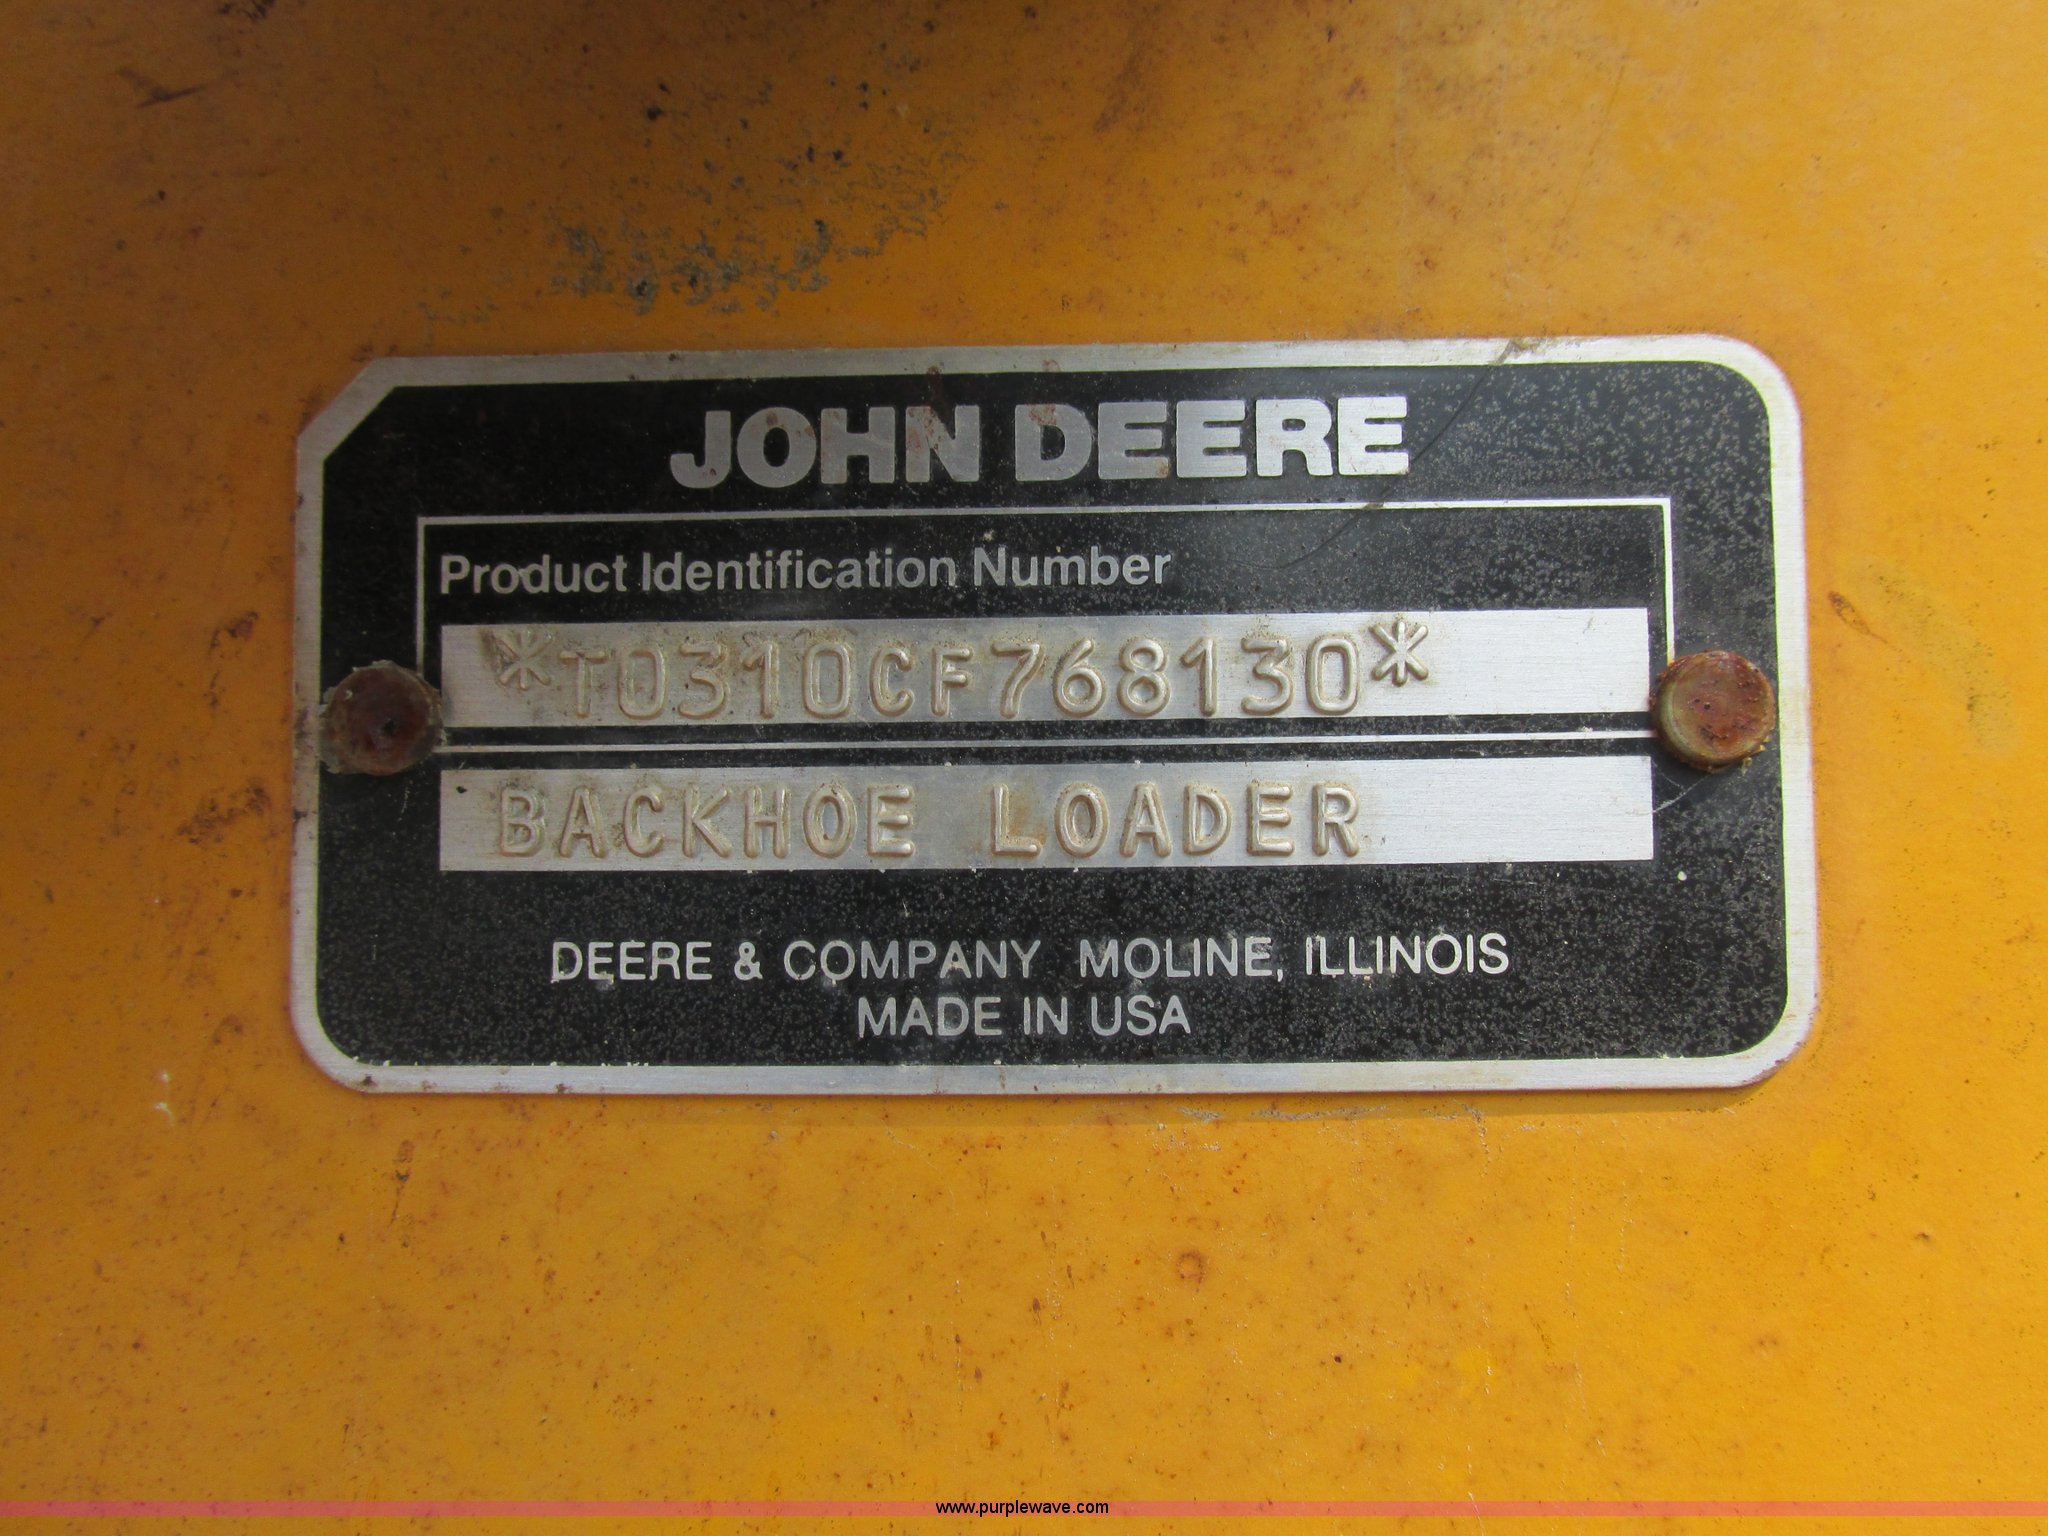 JOHN DEERE
Product Identification Number
*T0310CF768130*
BACKHOE LOADER
DEERE & COMPANY MOLINE, ILLINOIS
MADE IN USA
www.purplewave.com